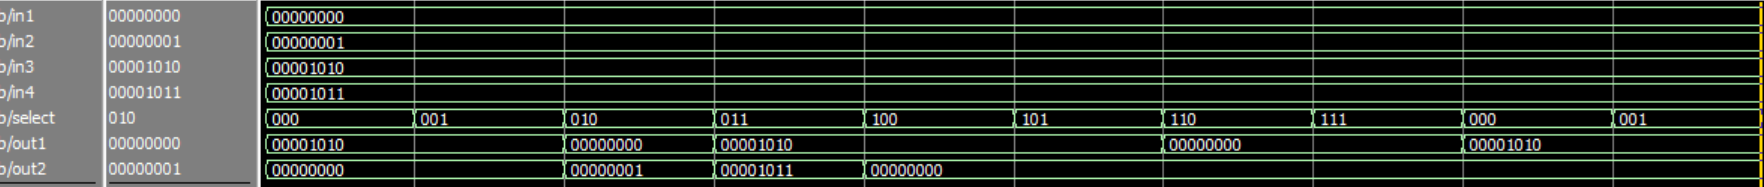 o/in1 00000000 00000000
o/in2 00000001 00000001
o/in3 00001010 00001010
o/in4 00001011 00001011
o/select 010 000 001 010 011 100 101 110 111 000 001
o/out1 00000000 00001010 00000000 00001010 00000000 00001010
o/out2 00000001 00000000 00000001 00001011 00000000